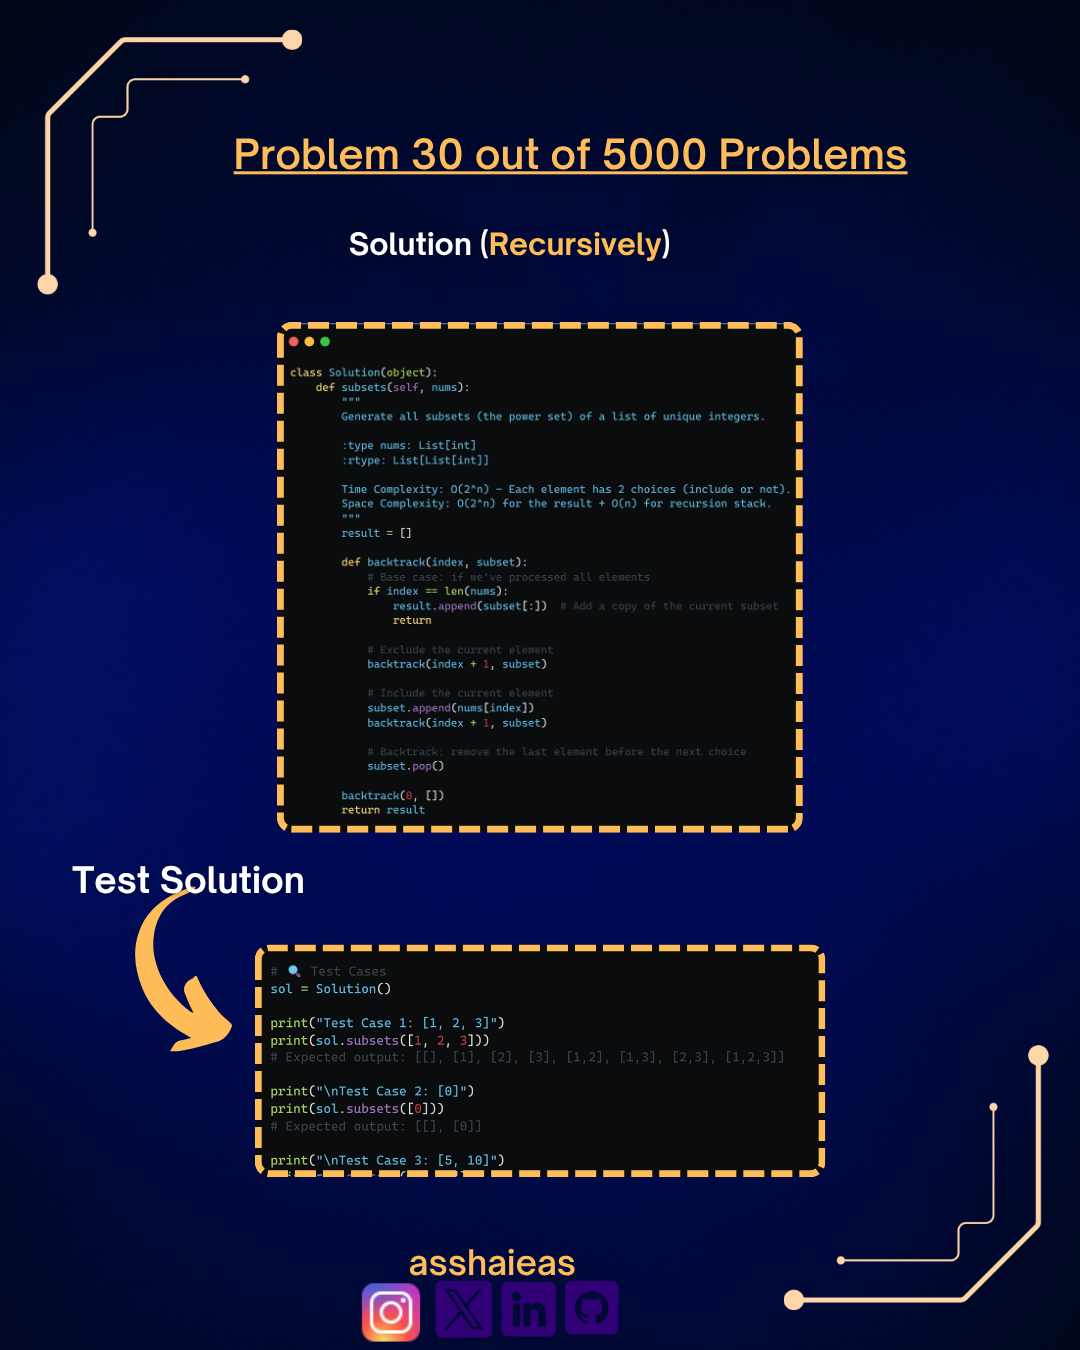 Problem 30 out of 5000 Problems
Solution (Recursively)
class Solution(object):
    def subsets(self, nums):
        """
        Generate all subsets (the power set) of a list of unique integers.

        :type nums: List[int]
        :rtype: List[List[int]]

        Time Complexity: O(2^n) - Each element has 2 choices (include or not).
        Space Complexity: O(2^n) for the result + O(n) for recursion stack.
        """
        result = []

        def backtrack(index, subset):
            # Base case: if we've processed all elements
            if index == len(nums):
                result.append(subset[:])  # Add a copy of the current subset
                return

            # Exclude the current element
            backtrack(index + 1, subset)

            # Include the current element
            subset.append(nums[index])
            backtrack(index + 1, subset)

            # Backtrack: remove the last element before the next choice
            subset.pop()

        backtrack(0, [])
        return result
Test Solution
# 🔍 Test Cases
sol = Solution()

print("Test Case 1: [1, 2, 3]")
print(sol.subsets([1, 2, 3]))
# Expected output: [[], [1], [2], [3], [1,2], [1,3], [2,3], [1,2,3]]

print("\nTest Case 2: [0]")
print(sol.subsets([0]))
# Expected output: [[], [0]]

print("\nTest Case 3: [5, 10]")
asshaieas